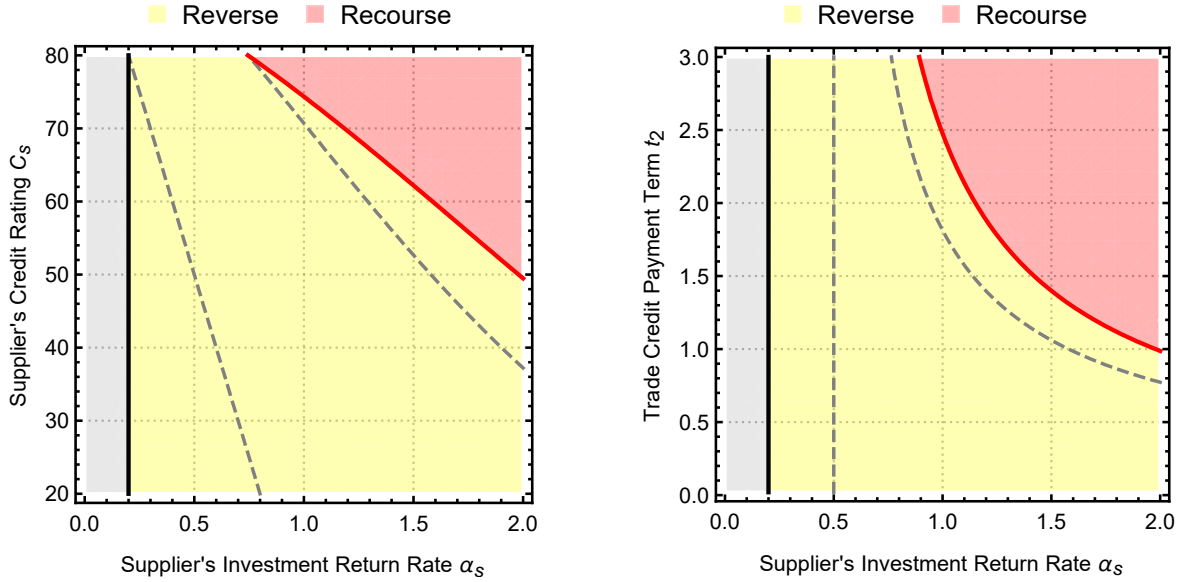 Reverse Recourse
80
70
60
50
40
30
20
0.0 0.5 1.0 1.5 2.0
Supplier's Credit Rating C_s
Supplier's Investment Return Rate α_s
Reverse Recourse
3.0
2.5
2.0
1.5
1.0
0.5
0.0
0.0 0.5 1.0 1.5 2.0
Trade Credit Payment Term t_2
Supplier's Investment Return Rate α_s